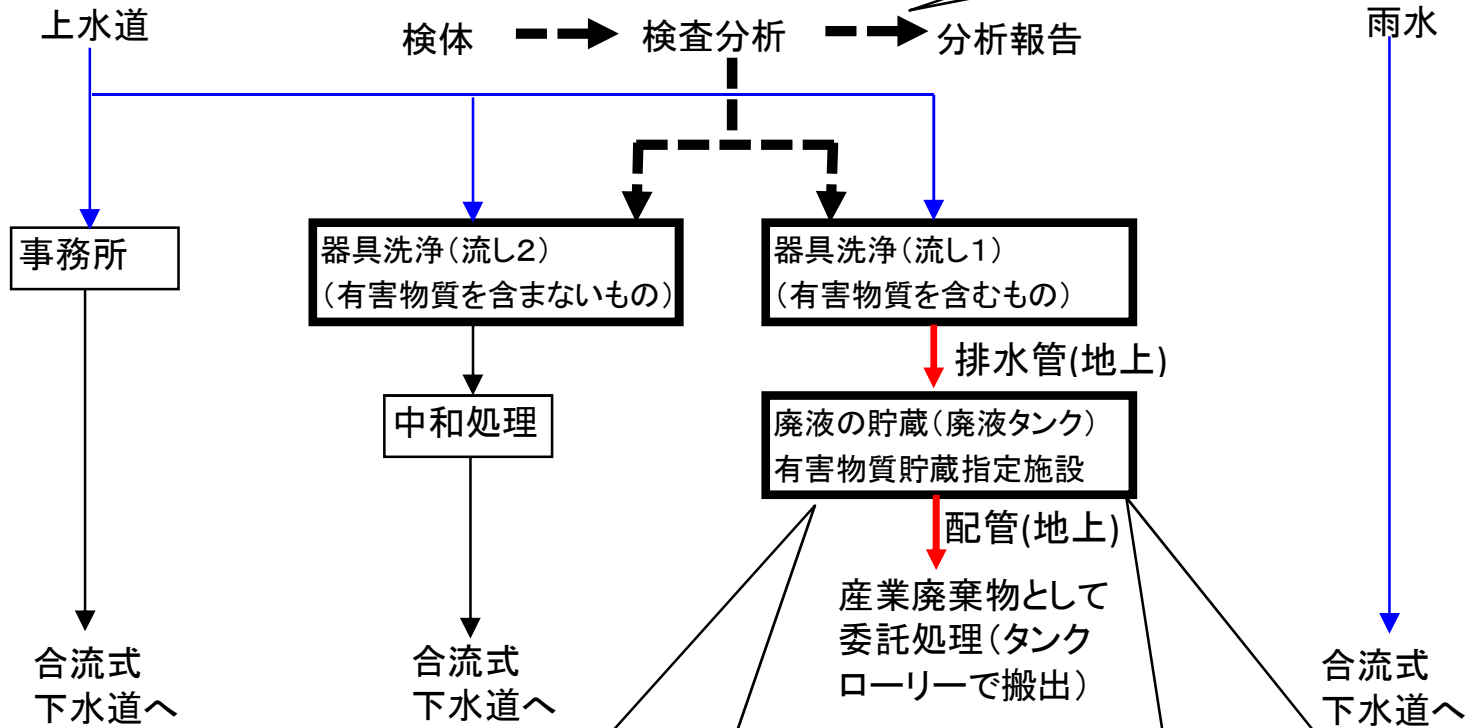 上水道
検体
検査分析
分析報告
雨水
事務所
器具洗浄（流し２）
（有害物質を含まないもの）
器具洗浄（流し１）
（有害物質を含むもの）
排水管(地上)
中和処理
廃液の貯蔵（廃液タンク）
有害物質貯蔵指定施設
配管(地上)
産業廃棄物として
委託処理（タンク
ローリーで搬出）
合流式
下水道へ
合流式
下水道へ
合流式
下水道へ